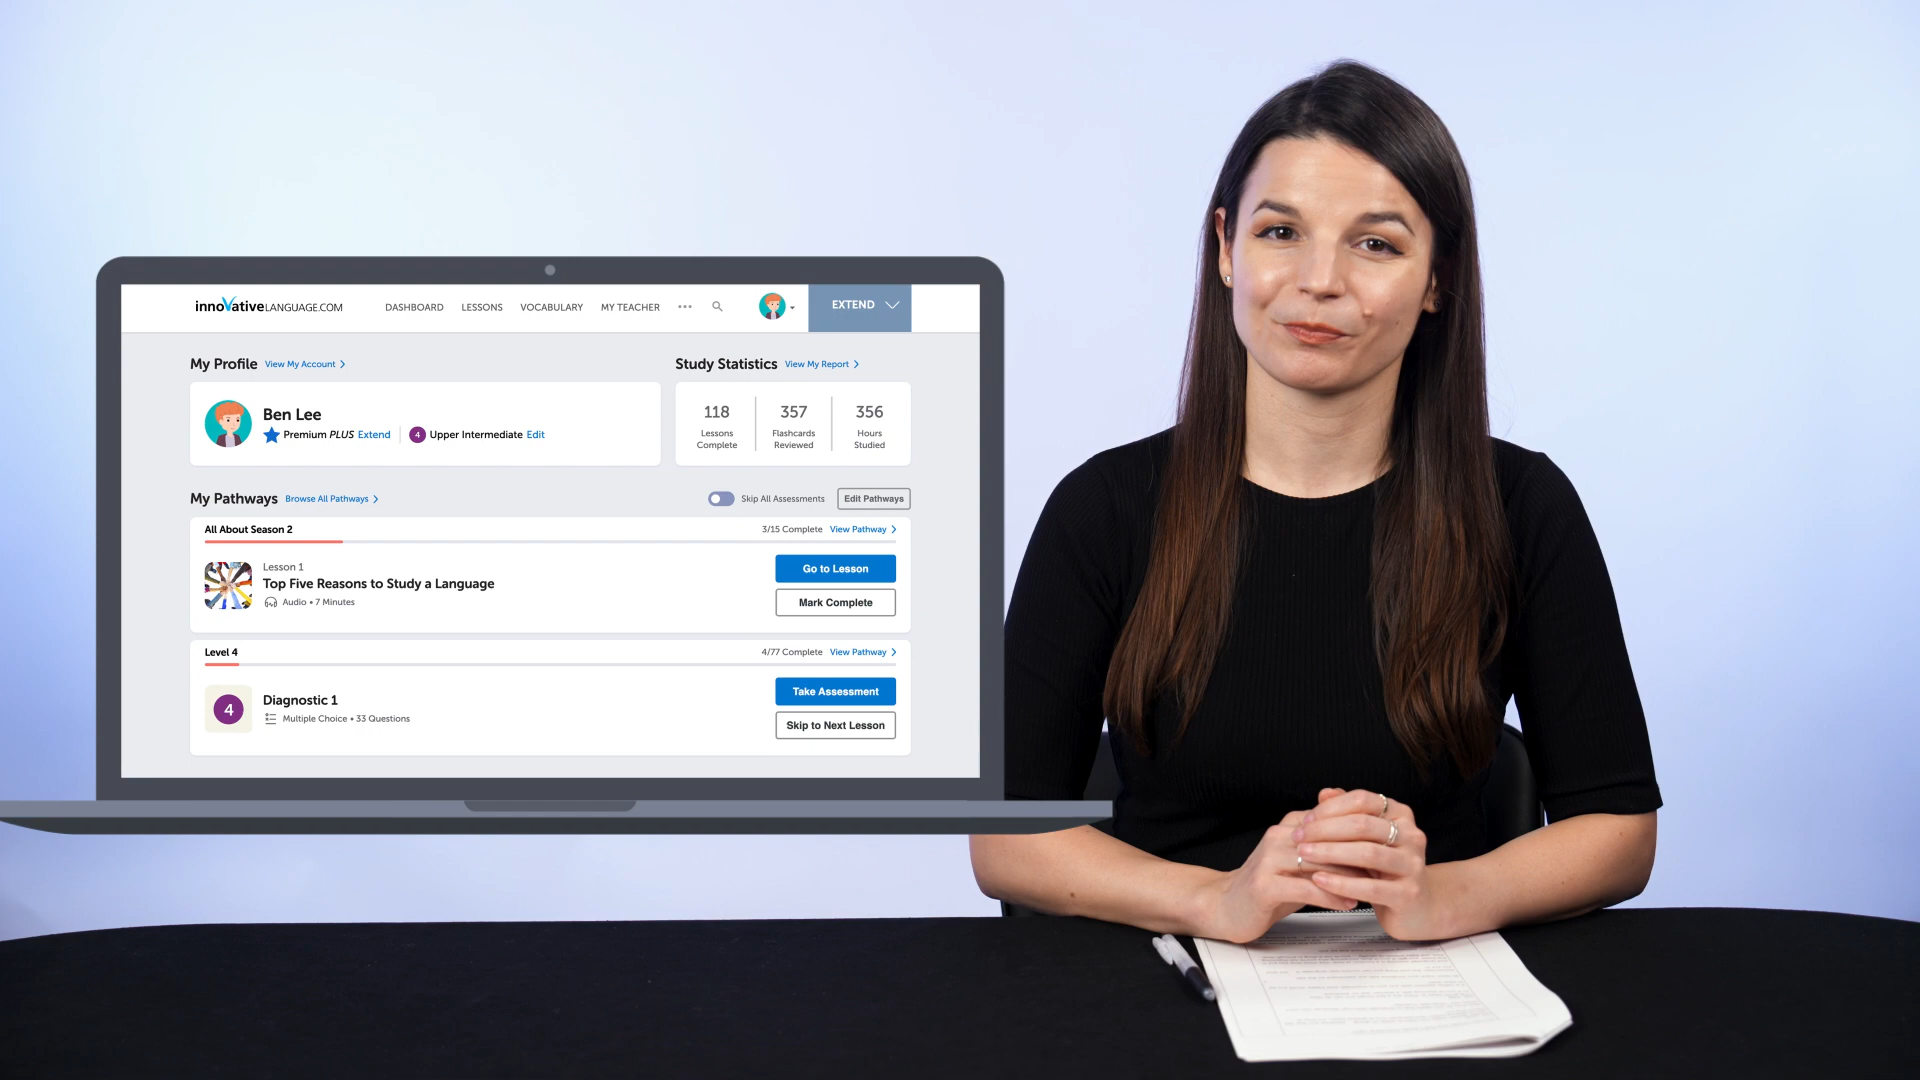 innoVativeLANGUAGE.COM DASHBOARD LESSONS VOCABULARY MY TEACHER ••• EXTEND
My Profile View My Account >
Ben Lee
Premium PLUS Extend 4 Upper Intermediate Edit
Study Statistics View My Report >
118 357 356
Lessons Complete Flashcards Reviewed Hours Studied
My Pathways Browse All Pathways > Skip All Assessments Edit Pathways
All About Season 2 3/15 Complete View Pathway >
Lesson 1
Top Five Reasons to Study a Language
Audio • 7 Minutes
Go to Lesson
Mark Complete
Level 4 4/77 Complete View Pathway >
4
Diagnostic 1
Multiple Choice • 33 Questions
Take Assessment
Skip to Next Lesson